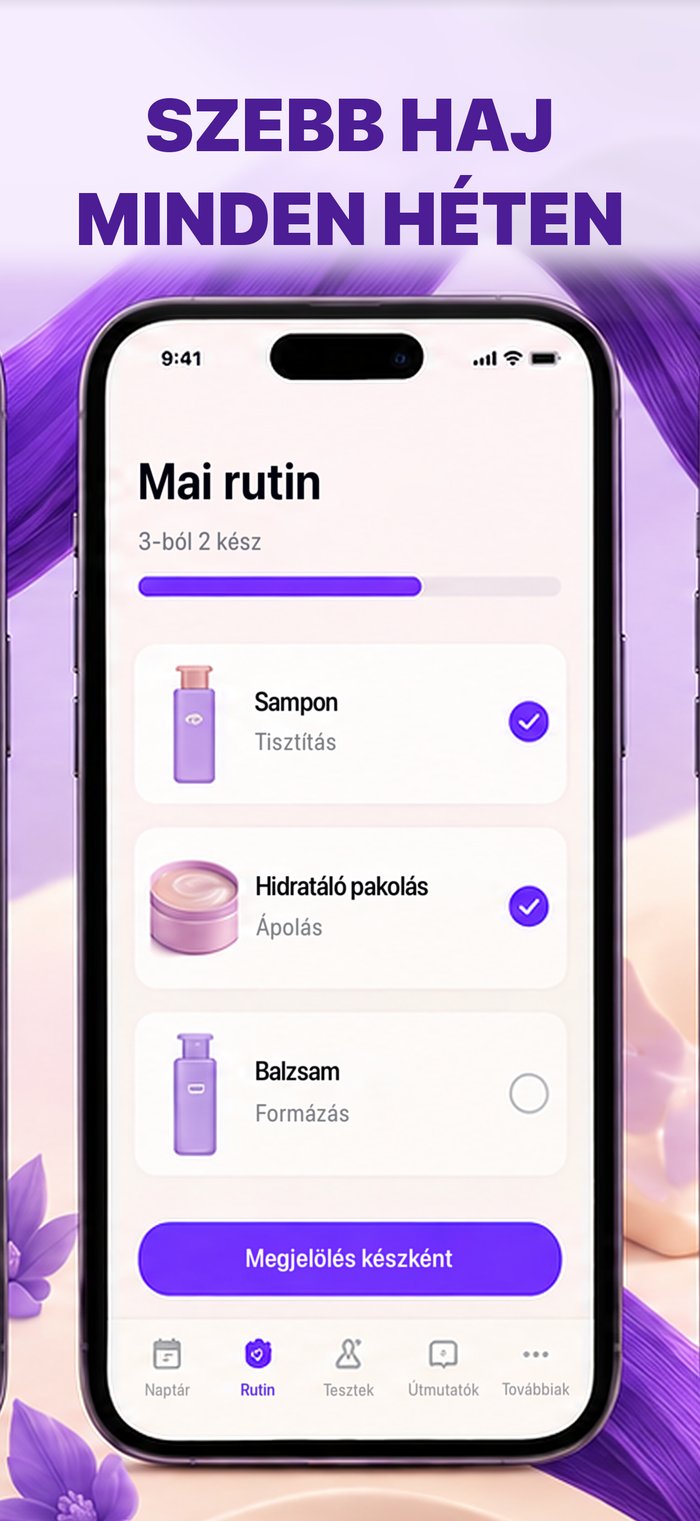 SZEBB HAJ
MINDEN HÉTEN
9:41
Mai rutin
3-ból 2 kész
Sampon
Tisztítás
Hidratáló pakolás
Ápolás
Balzsam
Formázás
Megjelölés készként
Naptár
Rutin
Tesztek
Útmutatók
Továbbiak